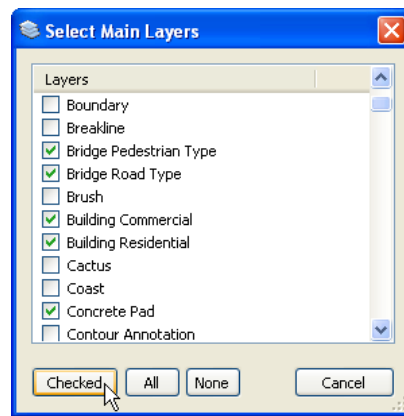 Select Main Layers
Layers
Boundary
Breakline
Bridge Pedestrian Type
Bridge Road Type
Brush
Building Commercial
Building Residential
Cactus
Coast
Concrete Pad
Contour Annotation
Checked All None Cancel